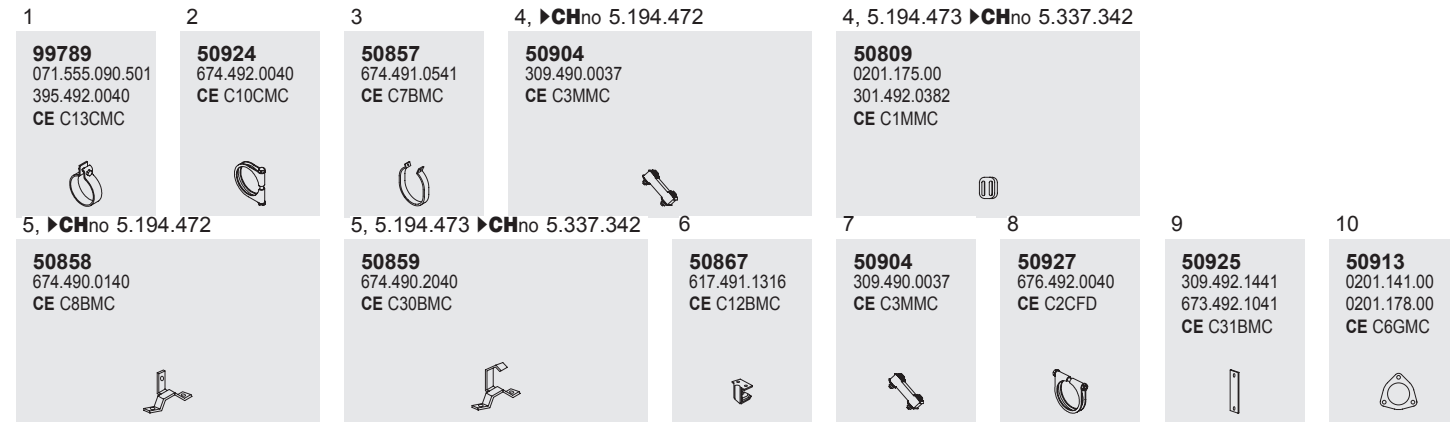 1
99789
071.555.090.501
395.492.0040
CE C13CMC
2
50924
674.492.0040
CE C10CMC
3
50857
674.491.0541
CE C7BMC
4, ▶CHno 5.194.472
50904
309.490.0037
CE C3MMC
4, 5.194.473 ▶CHno 5.337.342
50809
0201.175.00
301.492.0382
CE C1MMC
5, ▶CHno 5.194.472
50858
674.490.0140
CE C8BMC
5, 5.194.473 ▶CHno 5.337.342
50859
674.490.2040
CE C30BMC
6
50867
617.491.1316
CE C12BMC
7
50904
309.490.0037
CE C3MMC
8
50927
676.492.0040
CE C2CFD
9
50925
309.492.1441
673.492.1041
CE C31BMC
10
50913
0201.141.00
0201.178.00
CE C6GMC